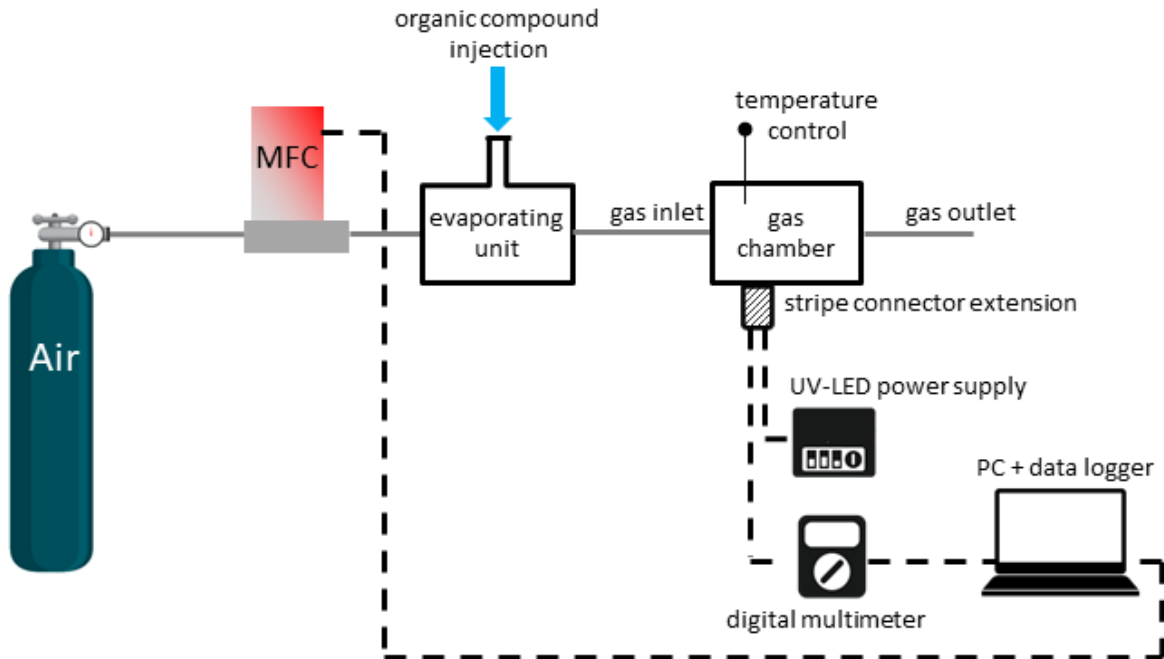 organic compound
injection
temperature
control
MFC
evaporating
unit
gas inlet
gas
chamber
gas outlet
stripe connector extension
Air
UV-LED power supply
PC + data logger
digital multimeter